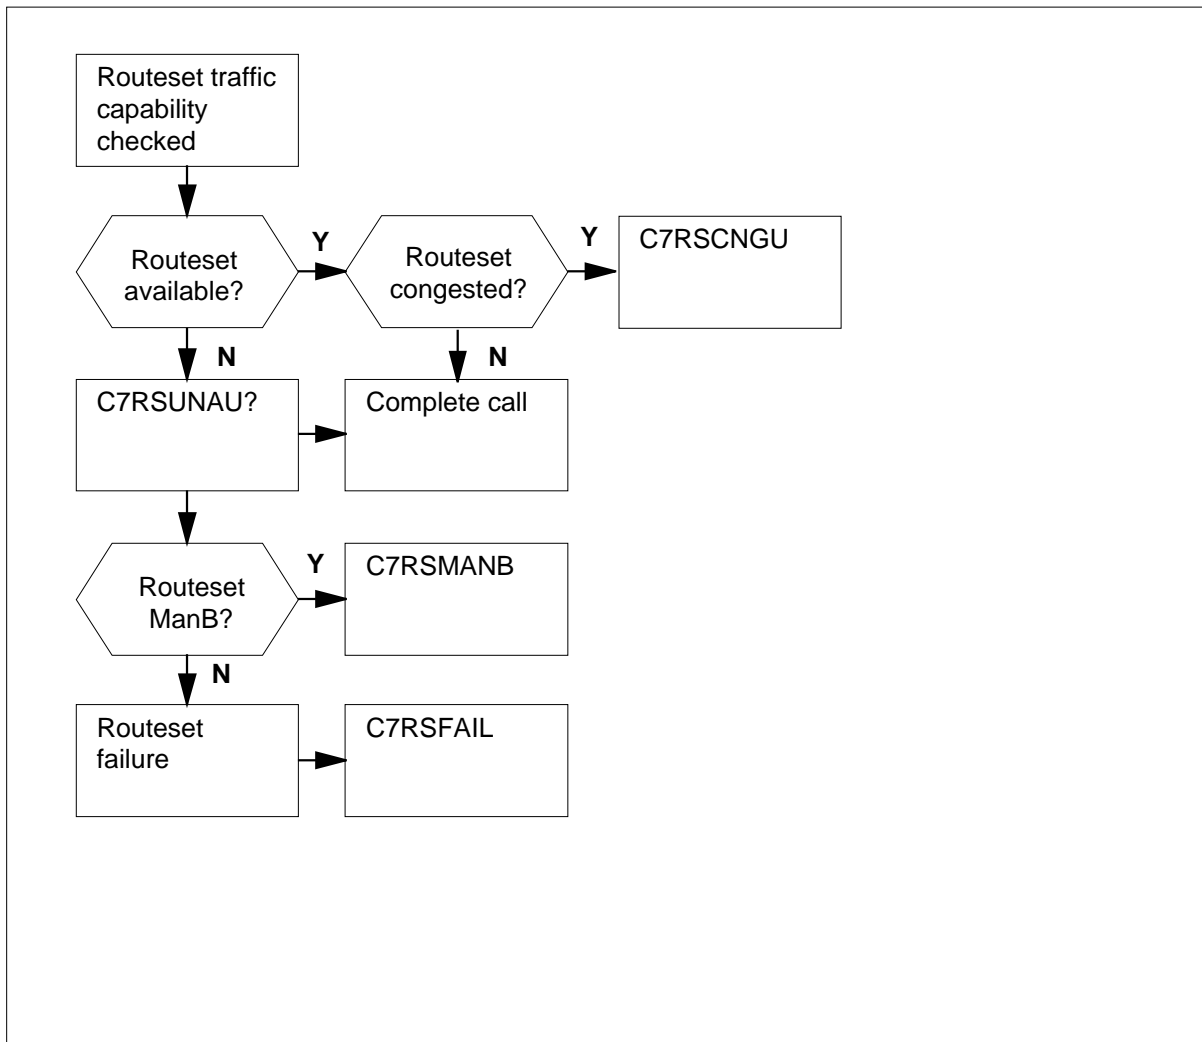 Routeset traffic
capability
checked
Routeset
available?
Y
Routeset
congested?
Y
C7RSCNGU
N
N
C7RSUNAU?
Complete call
Routeset
ManB?
Y
C7RSMANB
N
Routeset
failure
C7RSFAIL